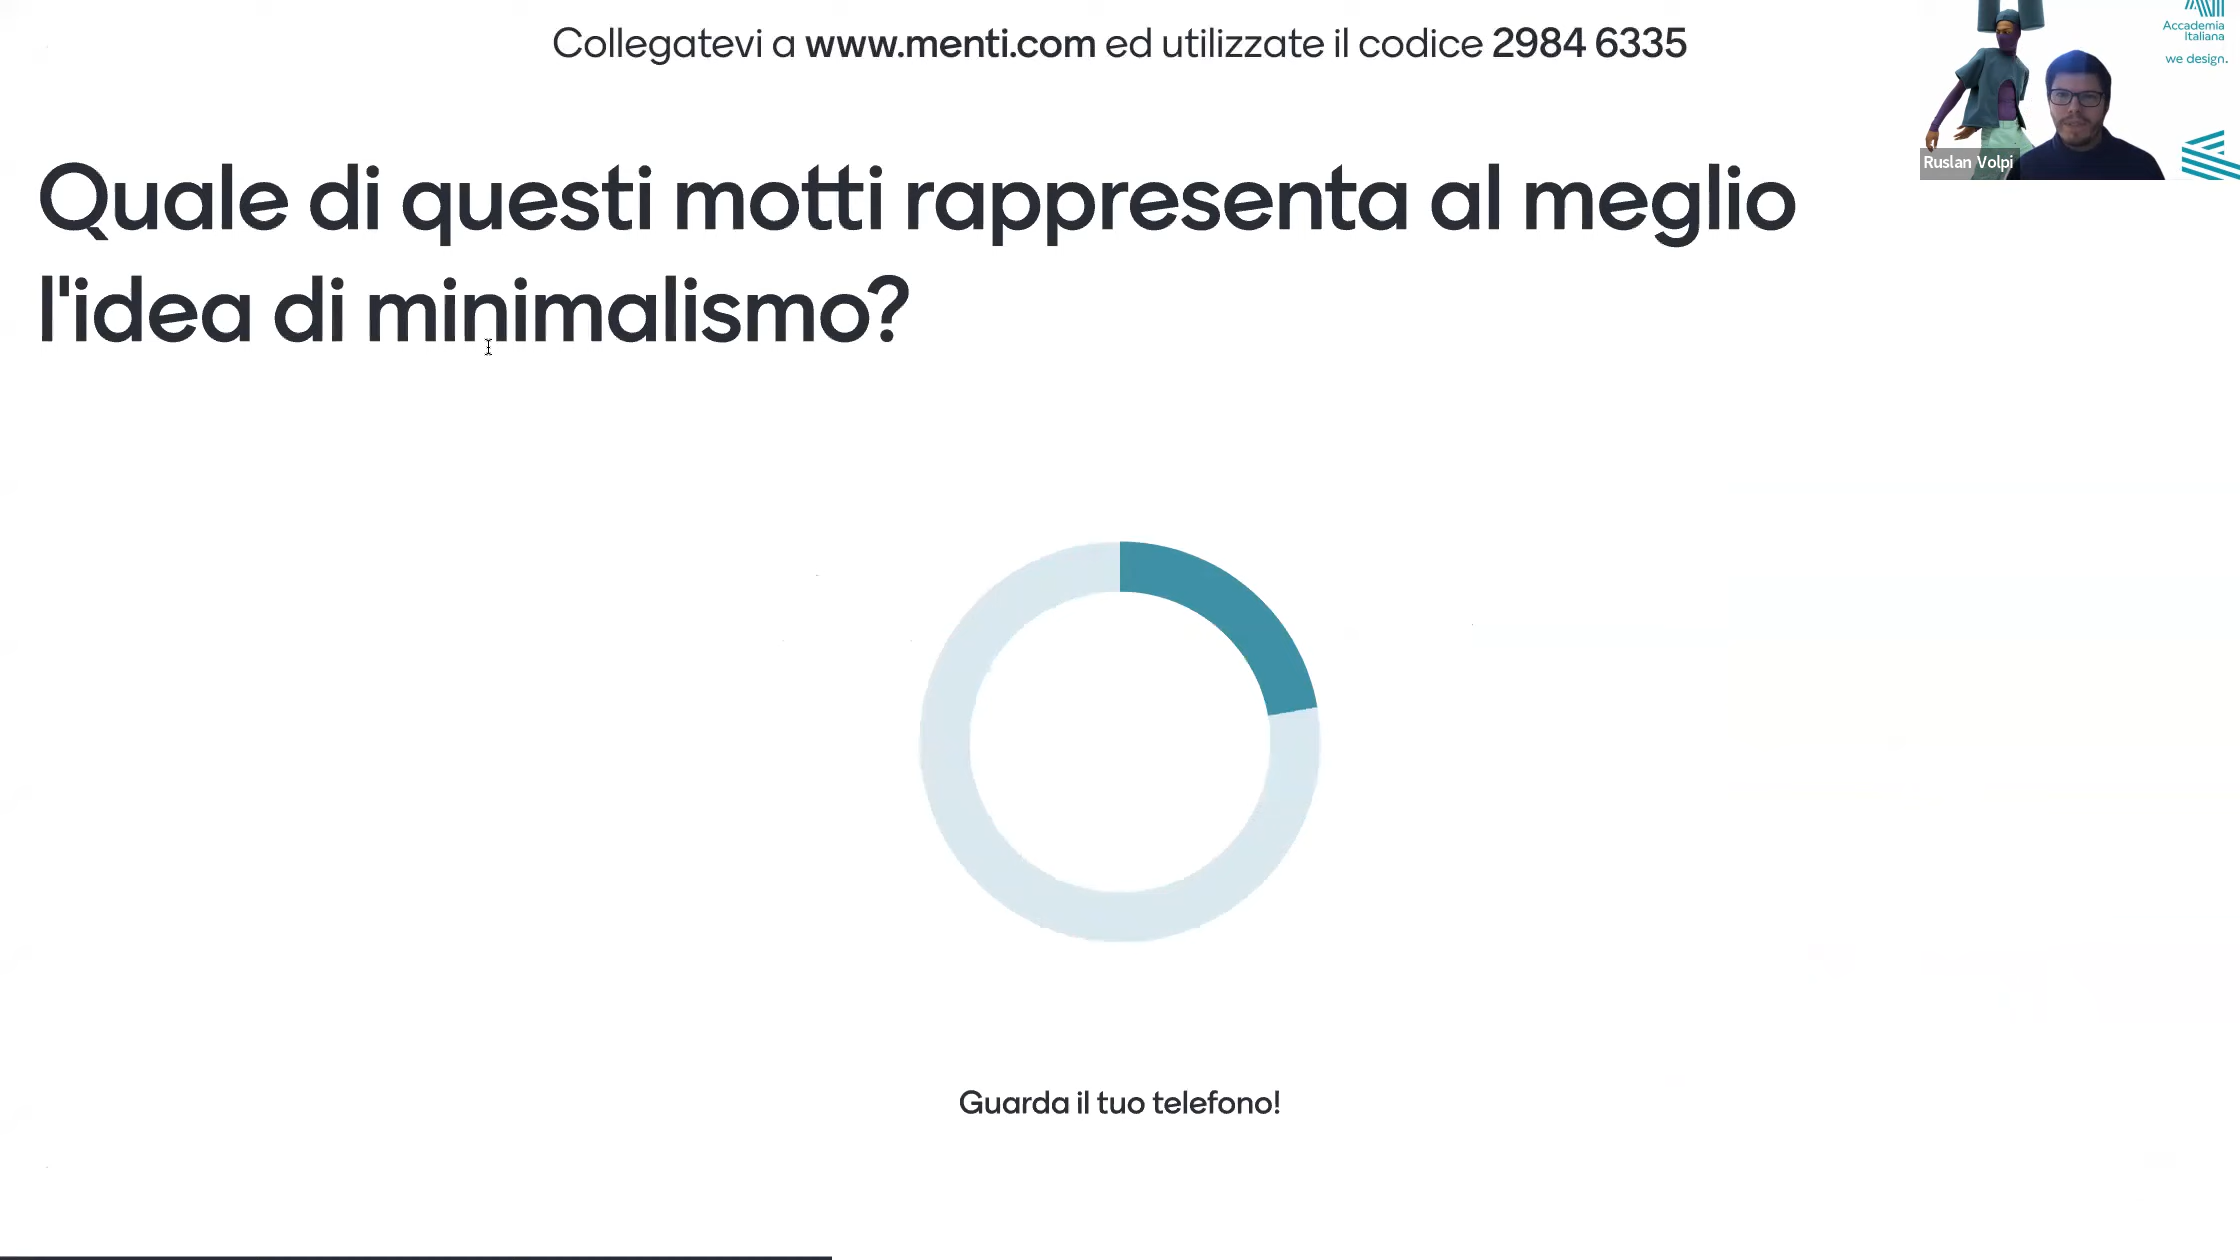 Collegatevi a www.menti.com ed utilizzate il codice 2984 6335
Accademia
Italiana
we design.
Ruslan Volpi
Quale di questi motti rappresenta al meglio
l'idea di minimalismo?
Guarda il tuo telefono!